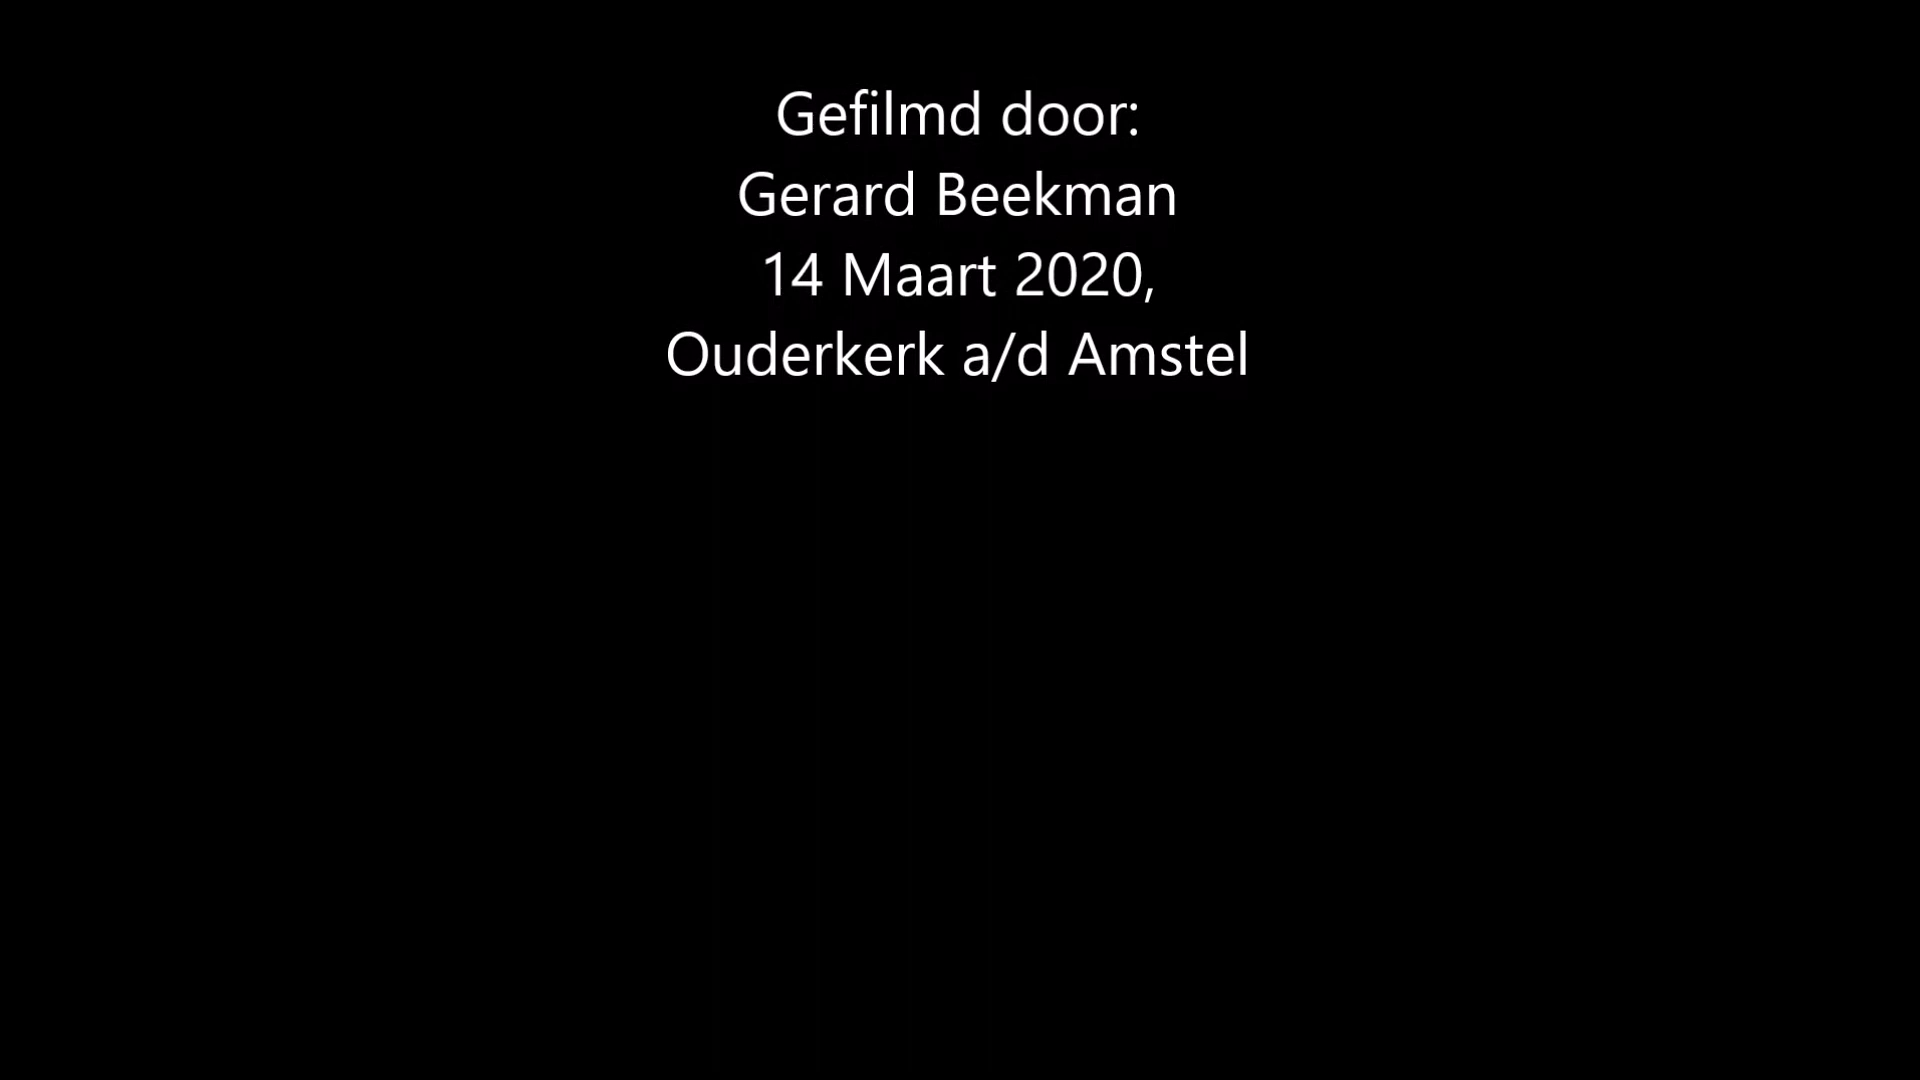 Gefilmd door:
Gerard Beekman
14 Maart 2020,
Ouderkerk a/d Amstel